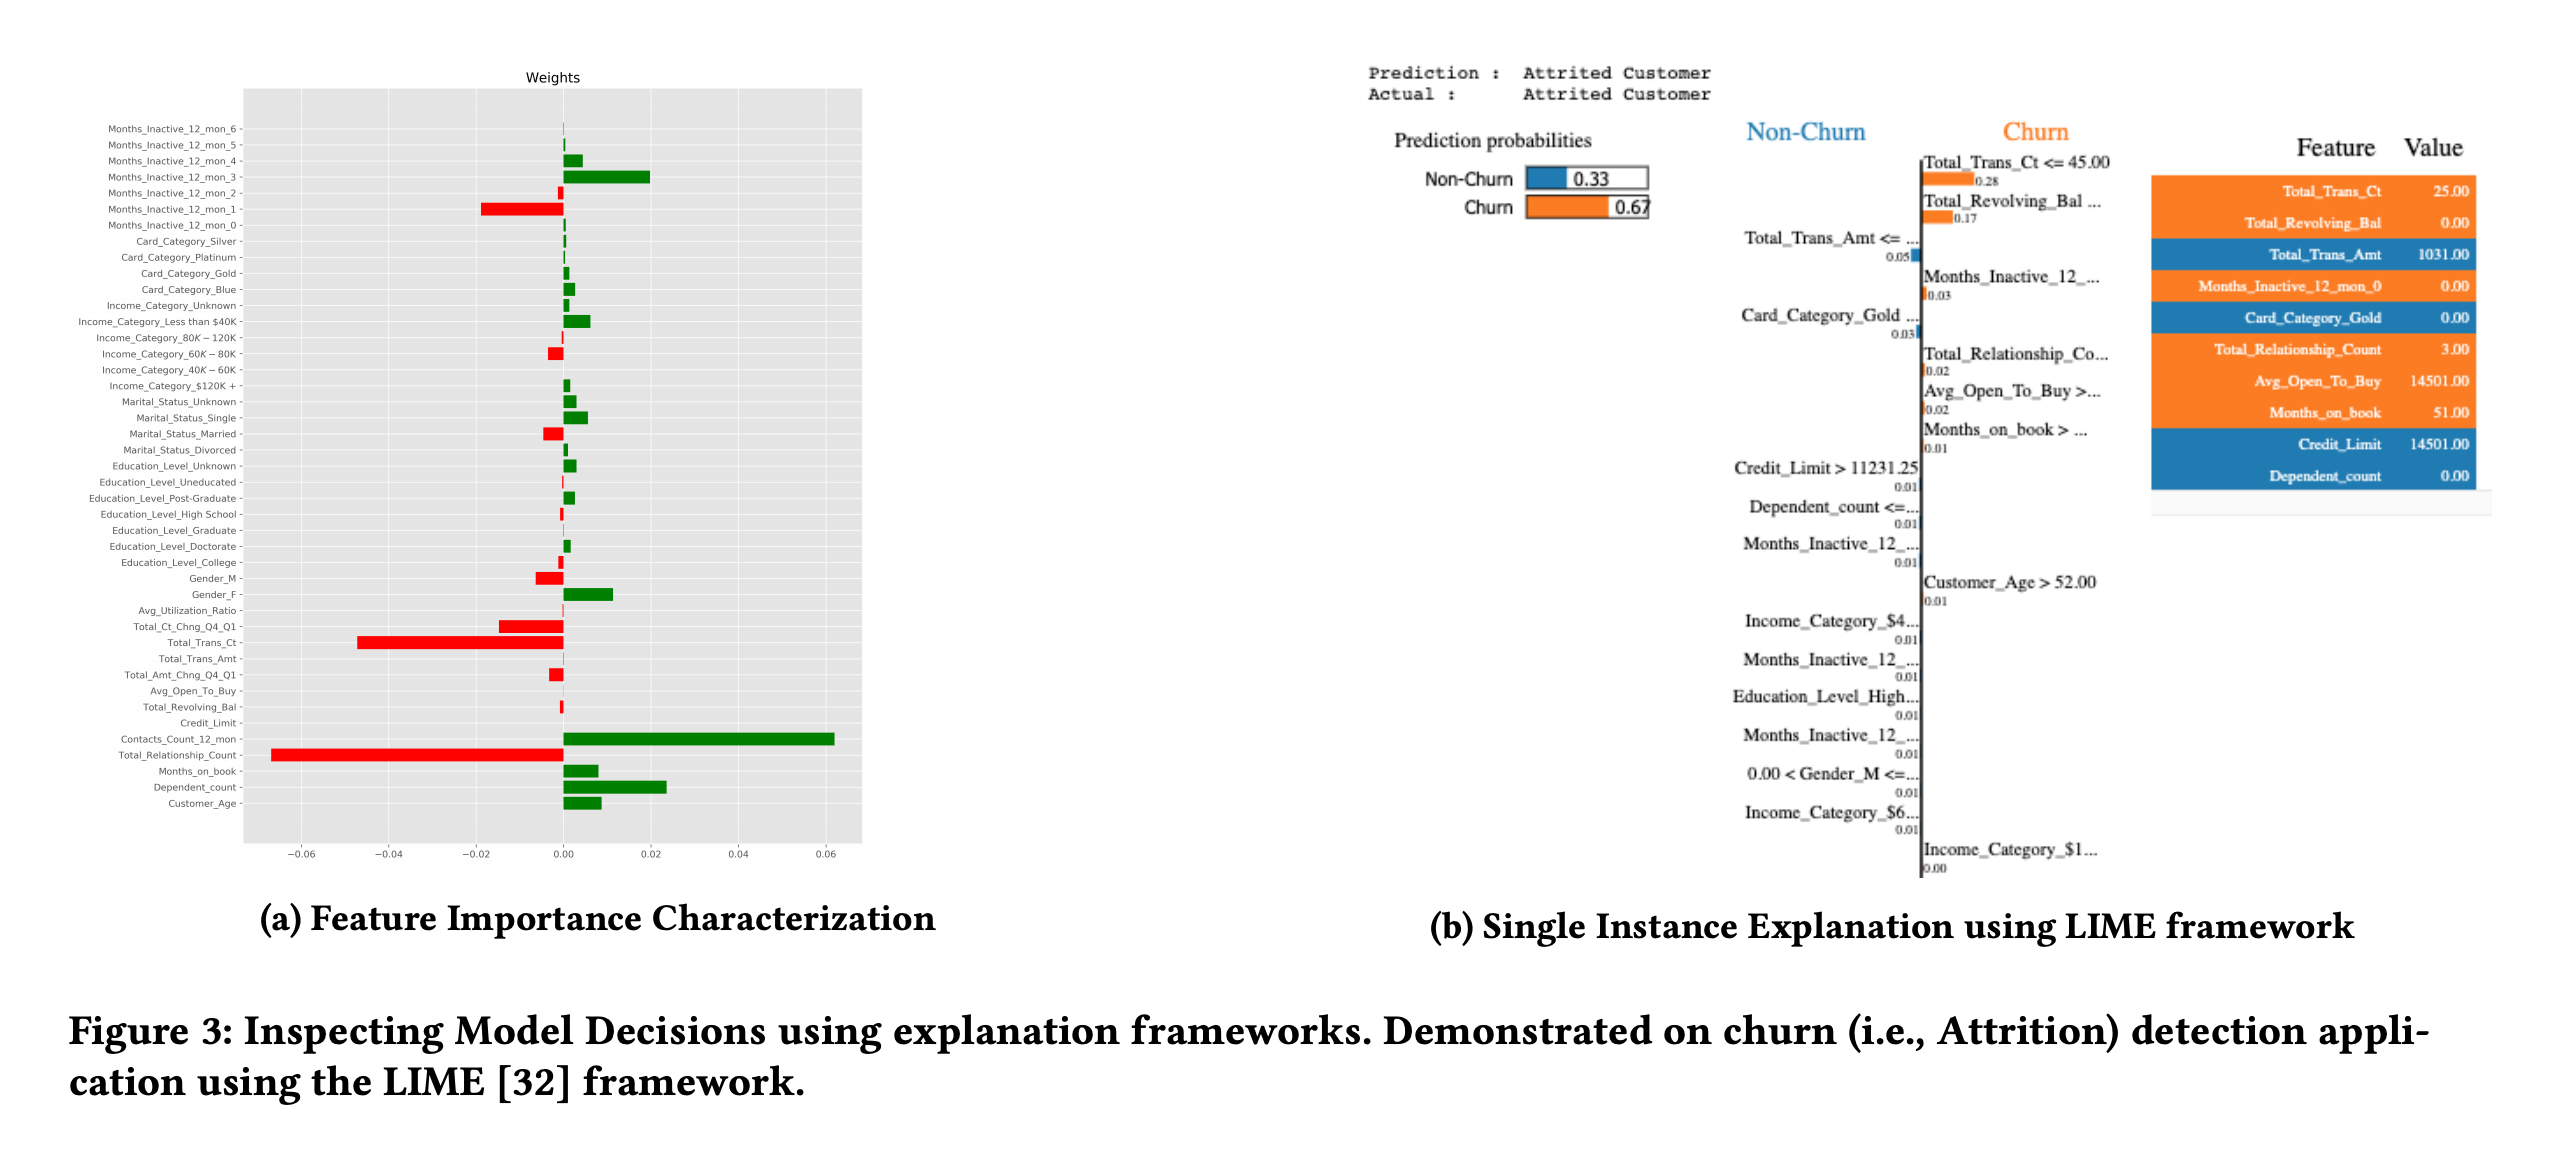 Weights
Months_Inactive_12_mon_6
Months_Inactive_12_mon_5
Months_Inactive_12_mon_4
Months_Inactive_12_mon_3
Months_Inactive_12_mon_2
Months_Inactive_12_mon_1
Months_Inactive_12_mon_0
Card_Category_Silver
Card_Category_Platinum
Card_Category_Gold
Card_Category_Blue
Income_Category_Unknown
Income_Category_Less than $40K
Income_Category_80K − 120K
Income_Category_60K − 80K
Income_Category_40K − 60K
Income_Category_$120K +
Marital_Status_Unknown
Marital_Status_Single
Marital_Status_Married
Marital_Status_Divorced
Education_Level_Unknown
Education_Level_Uneducated
Education_Level_Post-Graduate
Education_Level_High School
Education_Level_Graduate
Education_Level_Doctorate
Education_Level_College
Gender_M
Gender_F
Avg_Utilization_Ratio
Total_Ct_Chng_Q4_Q1
Total_Trans_Ct
Total_Trans_Amt
Total_Amt_Chng_Q4_Q1
Avg_Open_To_Buy
Total_Revolving_Bal
Credit_Limit
Contacts_Count_12_mon
Total_Relationship_Count
Months_on_book
Dependent_count
Customer_Age
−0.06 −0.04 −0.02 0.00 0.02 0.04 0.06
(a) Feature Importance Characterization
Prediction : Attrited Customer
Actual : Attrited Customer
Prediction probabilities
Non-Churn 0.33
Churn 0.67
Non-Churn Churn
Total_Trans_Ct <= 45.00
0.28
Total_Revolving_Bal ...
0.17
Total_Trans_Amt <= ...
0.05
Months_Inactive_12_...
0.03
Card_Category_Gold ...
0.03
Total_Relationship_Co...
0.02
Avg_Open_To_Buy >...
0.02
Months_on_book > ...
0.01
Credit_Limit > 11231.25
0.01
Dependent_count <=...
0.01
Months_Inactive_12_...
0.01
Customer_Age > 52.00
0.01
Income_Category_$4...
0.01
Months_Inactive_12_...
0.01
Education_Level_High...
0.01
Months_Inactive_12_...
0.01
0.00 < Gender_M <=...
0.01
Income_Category_$6...
0.01
Income_Category_$1...
0.00
Feature Value
Total_Trans_Ct 25.00
Total_Revolving_Bal 0.00
Total_Trans_Amt 1031.00
Months_Inactive_12_mon_0 0.00
Card_Category_Gold 0.00
Total_Relationship_Count 3.00
Avg_Open_To_Buy 14501.00
Months_on_book 51.00
Credit_Limit 14501.00
Dependent_count 0.00
(b) Single Instance Explanation using LIME framework
Figure 3: Inspecting Model Decisions using explanation frameworks. Demonstrated on churn (i.e., Attrition) detection appli-
cation using the LIME [32] framework.